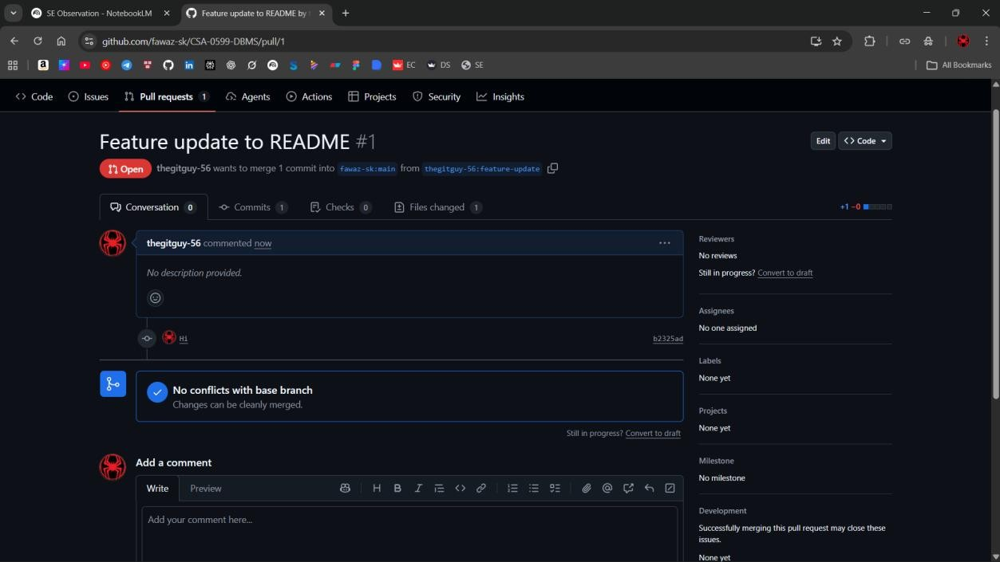 SE Observation - NotebookLM
Feature update to README by
github.com/fawaz-sk/CSA-0599-DBMS/pull/1
EC
DS
SE
All Bookmarks
Code
Issues
Pull requests 1
Agents
Actions
Projects
Security
Insights
Feature update to README #1
Edit
Code
Open
thegitguy-56 wants to merge 1 commit into fawaz-sk:main from thegitguy-56:feature-update
Conversation 0
Commits 1
Checks 0
Files changed 1
+1 −0
thegitguy-56 commented now
No description provided.
Hi
b2325ad
No conflicts with base branch
Changes can be cleanly merged.
Still in progress? Convert to draft
Add a comment
Write
Preview
Add your comment here...
Reviewers
No reviews
Still in progress? Convert to draft
Assignees
No one assigned
Labels
None yet
Projects
None yet
Milestone
No milestone
Development
Successfully merging this pull request may close these
issues.
None yet